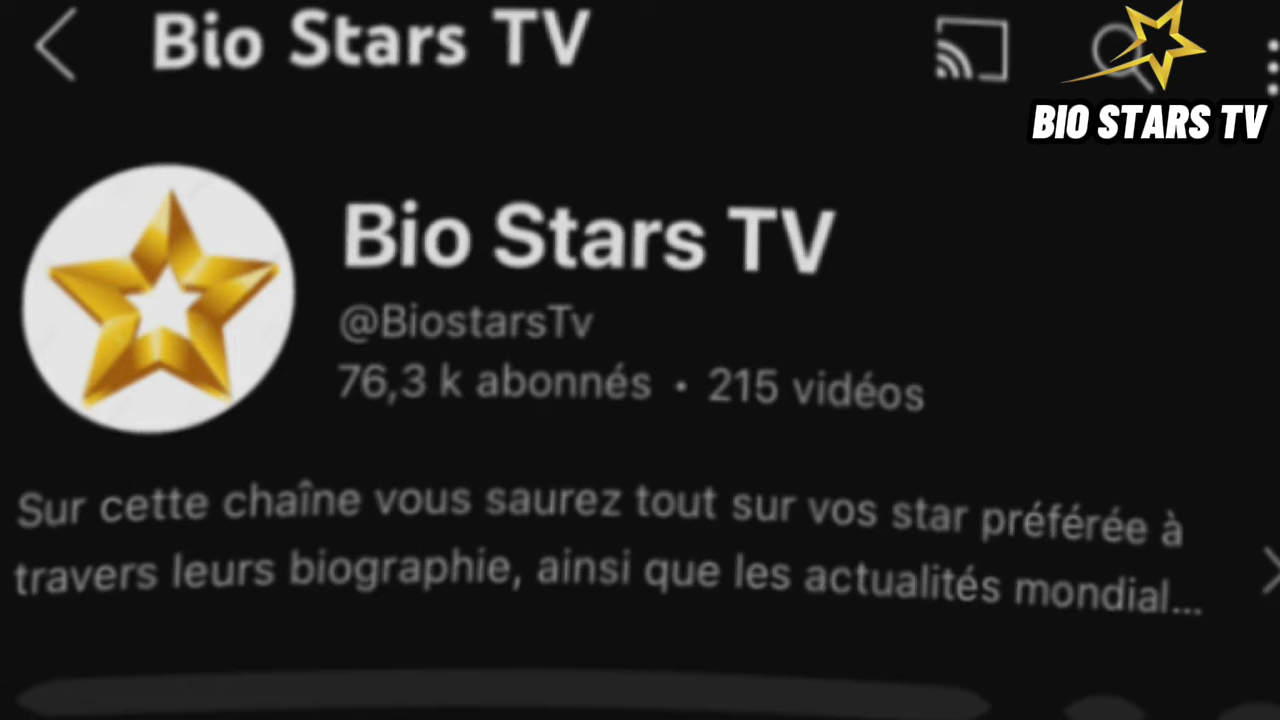 Bio Stars TV
BIO STARS TV
Bio Stars TV
@BiostarsTv
76,3 k abonnés • 215 vidéos
Sur cette chaîne vous saurez tout sur vos star préférée à
travers leurs biographie, ainsi que les actualités mondial...